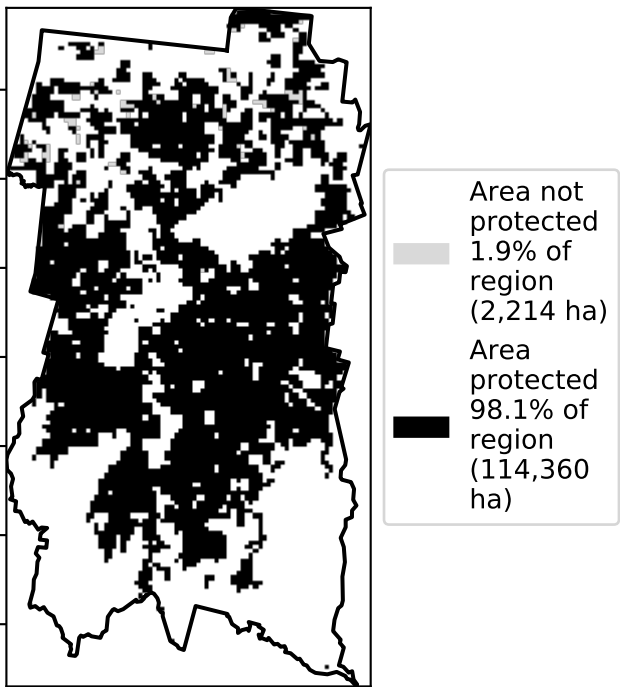 Area not
protected
1.9% of
region
(2,214 ha)
Area
protected
98.1% of
region
(114,360
ha)